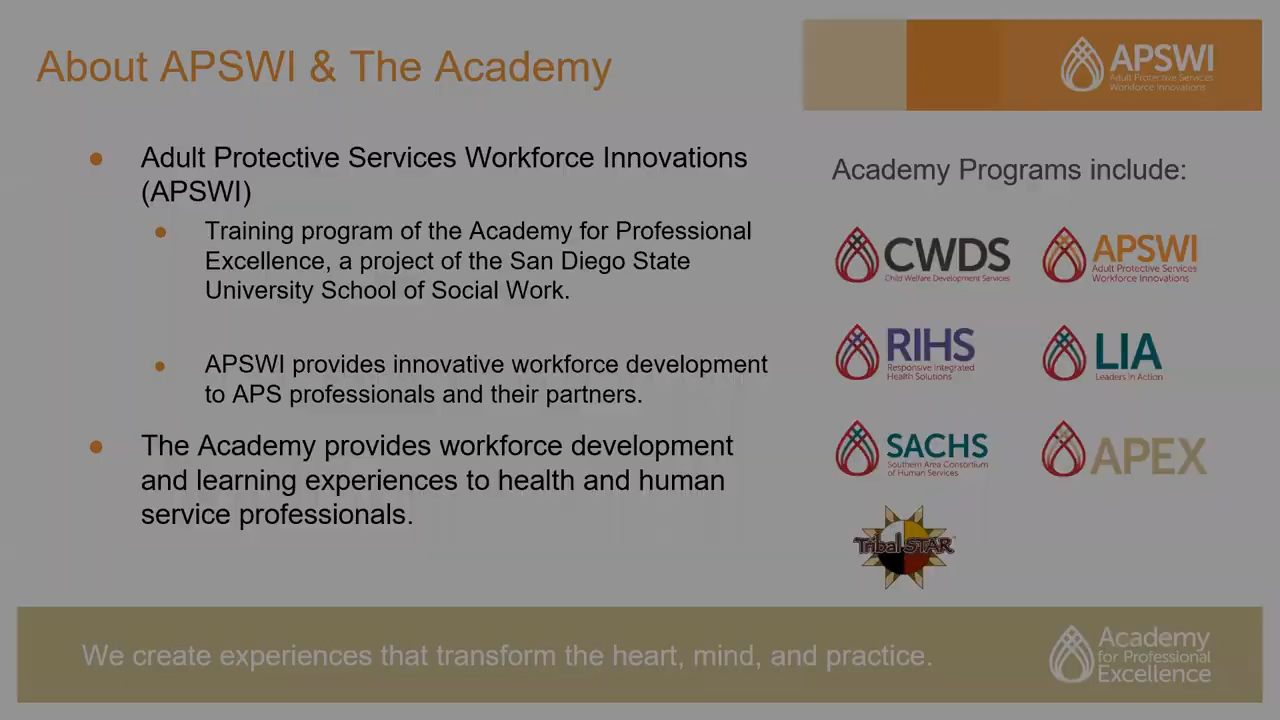 About APSWI & The Academy
APSWI
Adult Protective Services
Workforce Innovations
● Adult Protective Services Workforce Innovations
(APSWI)
● Training program of the Academy for Professional
Excellence, a project of the San Diego State
University School of Social Work.
● APSWI provides innovative workforce development
to APS professionals and their partners.
● The Academy provides workforce development
and learning experiences to health and human
service professionals.
Academy Programs include:
CWDS
Child Welfare Development Services
APSWI
Adult Protective Services
Workforce Innovations
RIHS
Responsive Integrated
Health Solutions
LIA
Leaders in Action
SACHS
Southern Area Consortium
of Human Services
APEX
Tribal STAR
We create experiences that transform the heart, mind, and practice.
Academy
for Professional
Excellence